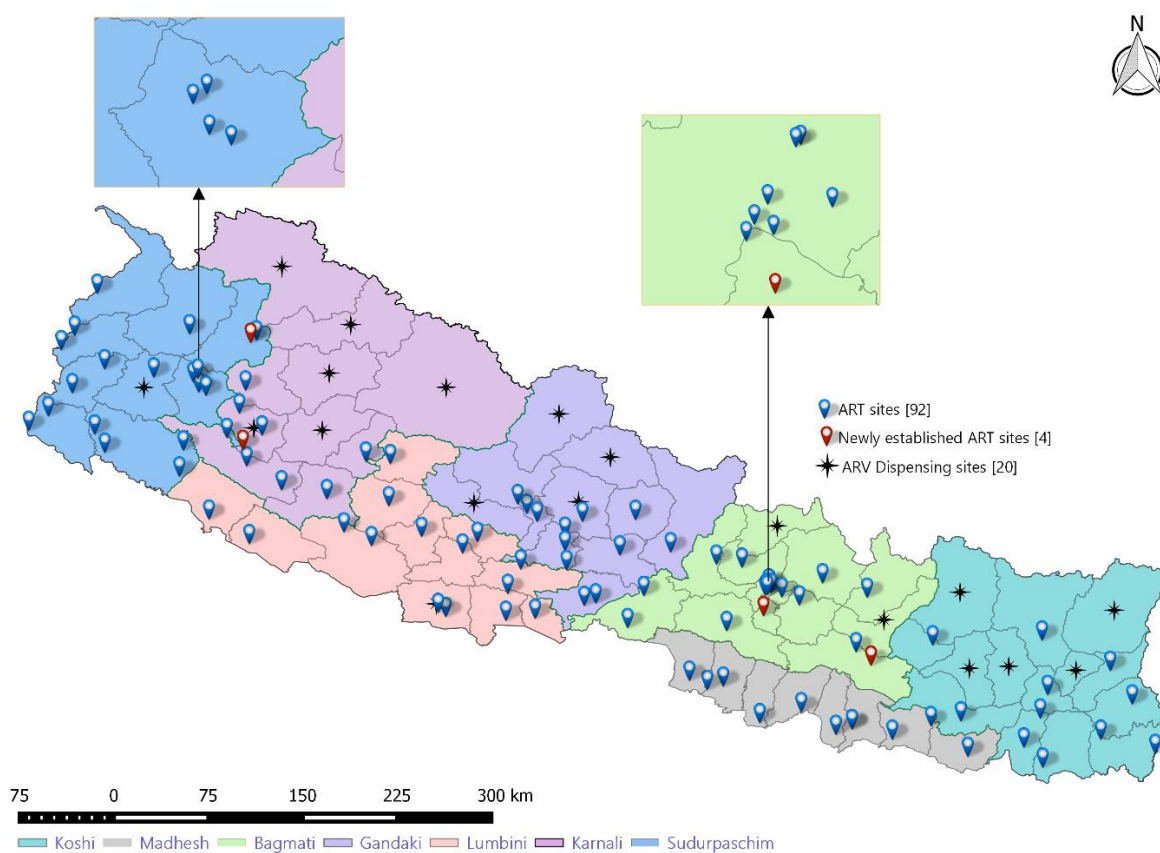 N
ART sites [92]
Newly established ART sites [4]
ARV Dispensing sites [20]
75 0 75 150 225 300 km
Koshi Madhesh Bagmati Gandaki Lumbini Karnali Sudurpaschim